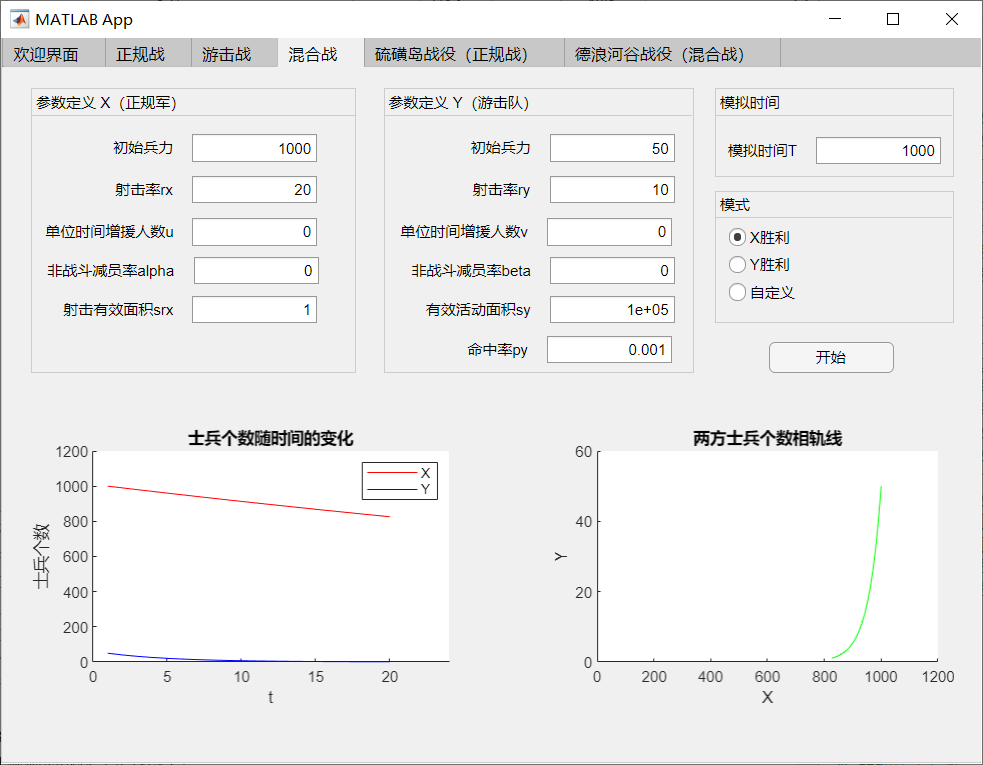 MATLAB App
欢迎界面 正规战 游击战 混合战 硫磺岛战役（正规战） 德浪河谷战役（混合战）
参数定义 X（正规军）
初始兵力 1000
射击率rx 20
单位时间增援人数u 0
非战斗减员率alpha 0
射击有效面积srx 1
参数定义 Y（游击队）
初始兵力 50
射击率ry 10
单位时间增援人数v 0
非战斗减员率beta 0
有效活动面积sy 1e+05
命中率py 0.001
模拟时间
模拟时间T 1000
模式
X胜利
Y胜利
自定义
开始
士兵个数随时间的变化
1200
1000
800
600
400
200
0
士兵个数
X
Y
0 5 10 15 20
t
两方士兵个数相轨线
60
40
20
0
Y
0 200 400 600 800 1000 1200
X